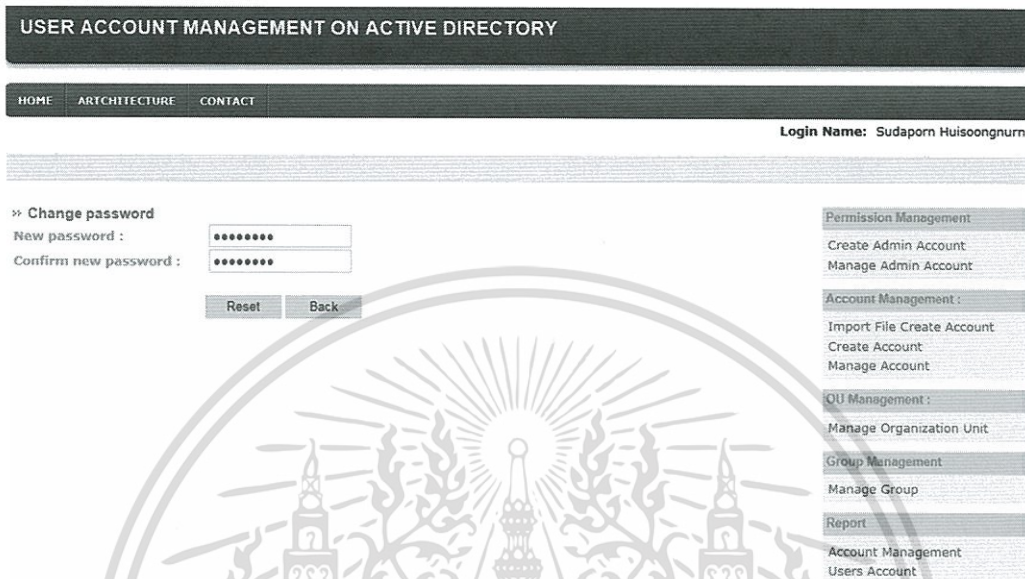 USER ACCOUNT MANAGEMENT ON ACTIVE DIRECTORY
HOME ARTCHITECTURE CONTACT
Login Name: Sudaporn Huisoongnurn
» Change password
New password : ••••••••
Confirm new password : ••••••••
Reset Back
Permission Management
Create Admin Account
Manage Admin Account
Account Management :
Import File Create Account
Create Account
Manage Account
OU Management :
Manage Organization Unit
Group Management
Manage Group
Report
Account Management
Users Account